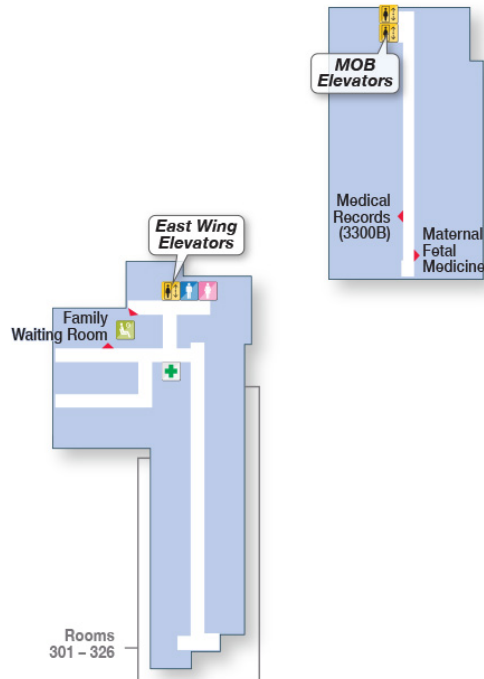 MOB
Elevators
Medical
Records
(3300B)
Maternal
Fetal
Medicine
East Wing
Elevators
Family
Waiting Room
Rooms
301 – 326